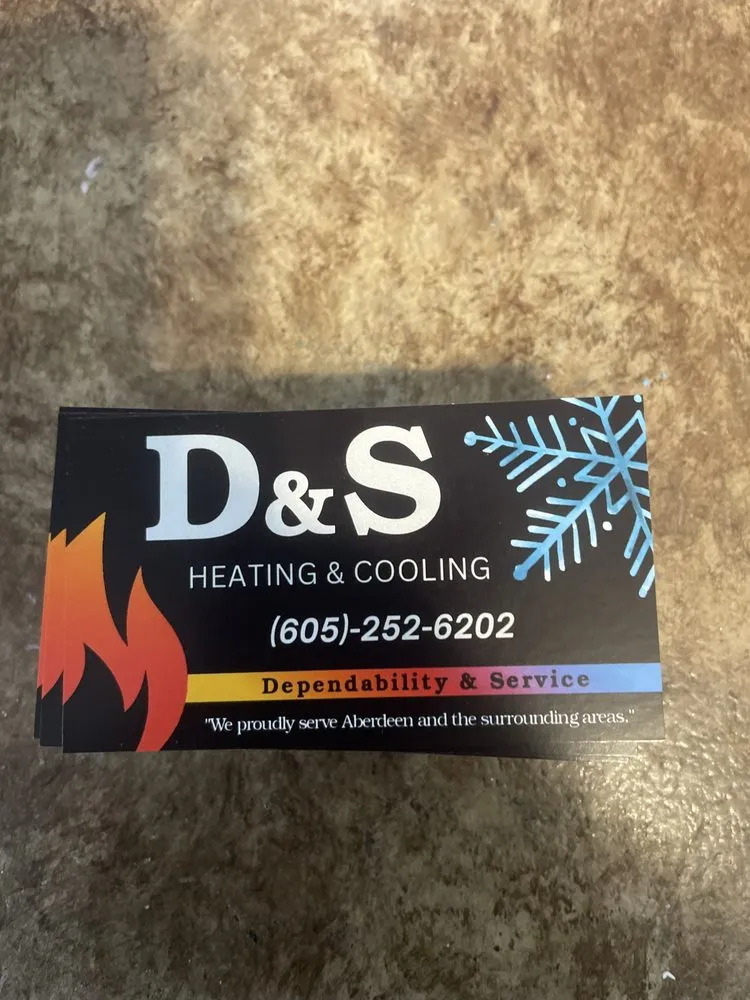 D&S
HEATING & COOLING
(605)-252-6202
Dependability & Service
"We proudly serve Aberdeen and the surrounding areas."